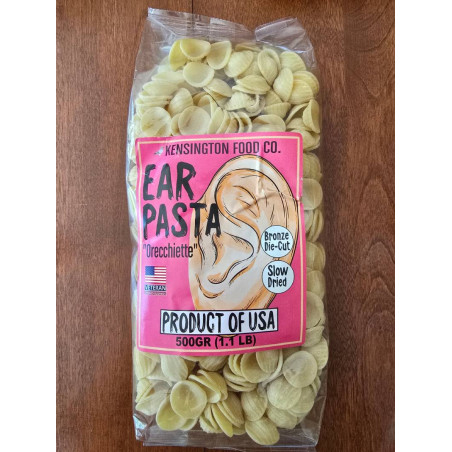 KENSINGTON FOOD CO.
EAR
PASTA
"Orecchiette"
Bronze
Die-Cut
Slow
Dried
VETERAN
PRODUCT OF USA
500GR (1.1 LB)